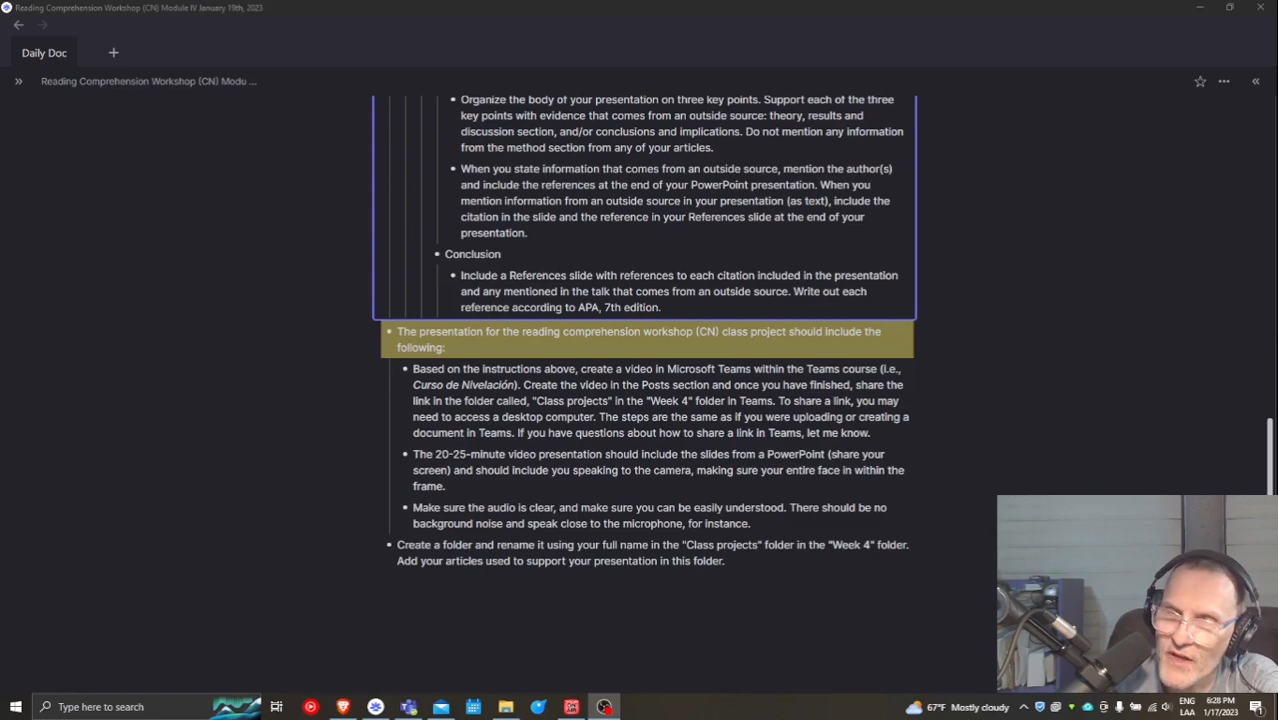 Reading Comprehension Workshop (CN) Module IV January 19th, 2023
Daily Doc
Reading Comprehension Workshop (CN) Modu ...
Organize the body of your presentation on three key points. Support each of the three
key points with evidence that comes from an outside source: theory, results and
discussion section, and/or conclusions and implications. Do not mention any information
from the method section from any of your articles.
When you state information that comes from an outside source, mention the author(s)
and include the references at the end of your PowerPoint presentation. When you
mention information from an outside source in your presentation (as text), include the
citation in the slide and the reference in your References slide at the end of your
presentation.
Conclusion
Include a References slide with references to each citation included in the presentation
and any mentioned in the talk that comes from an outside source. Write out each
reference according to APA, 7th edition.
The presentation for the reading comprehension workshop (CN) class project should include the
following:
Based on the instructions above, create a video in Microsoft Teams within the Teams course (i.e.,
Curso de Nivelación). Create the video in the Posts section and once you have finished, share the
link in the folder called, "Class projects" in the "Week 4" folder in Teams. To share a link, you may
need to access a desktop computer. The steps are the same as if you were uploading or creating a
document in Teams. If you have questions about how to share a link in Teams, let me know.
The 20-25-minute video presentation should include the slides from a PowerPoint (share your
screen) and should include you speaking to the camera, making sure your entire face in within the
frame.
Make sure the audio is clear, and make sure you can be easily understood. There should be no
background noise and speak close to the microphone, for instance.
Create a folder and rename it using your full name in the "Class projects" folder in the "Week 4" folder.
Add your articles used to support your presentation in this folder.
Type here to search
67°F Mostly cloudy
ENG
LAA
6:28 PM
1/17/2023